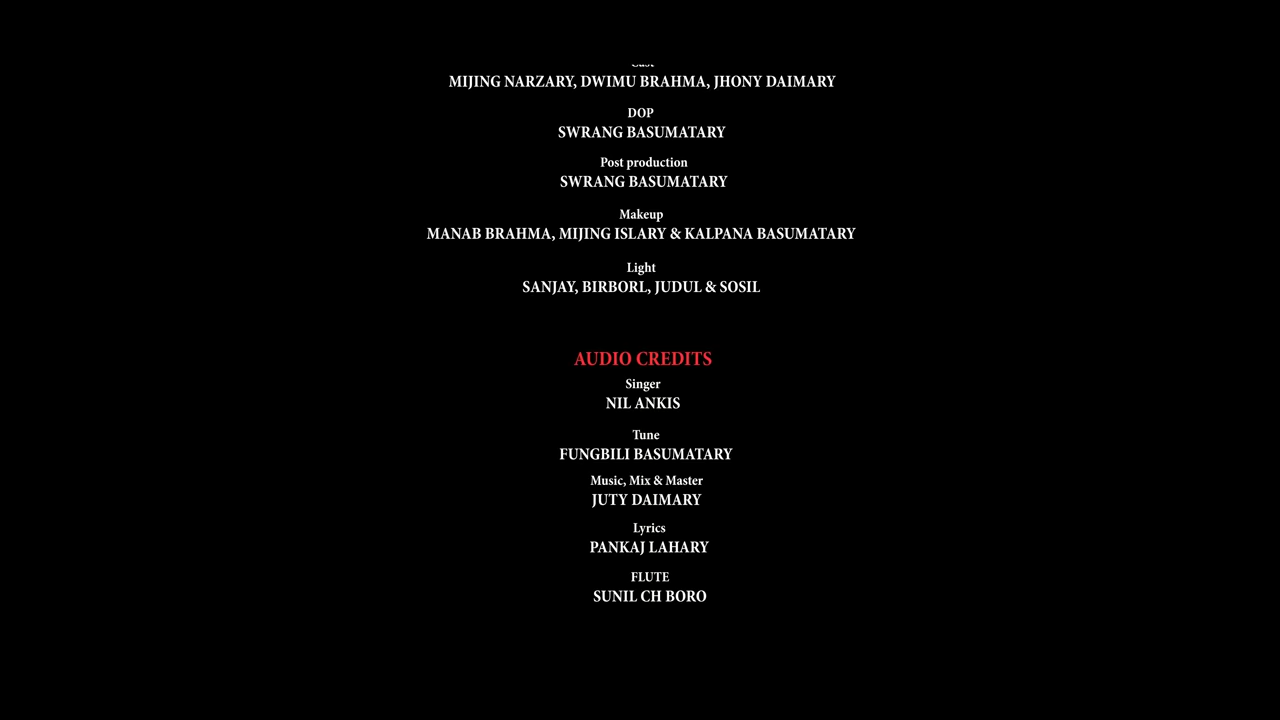 Cast
MIJING NARZARY, DWIMU BRAHMA, JHONY DAIMARY
DOP
SWRANG BASUMATARY
Post production
SWRANG BASUMATARY
Makeup
MANAB BRAHMA, MIJING ISLARY & KALPANA BASUMATARY
Light
SANJAY, BIRBORL, JUDUL & SOSIL
AUDIO CREDITS
Singer
NIL ANKIS
Tune
FUNGBILI BASUMATARY
Music, Mix & Master
JUTY DAIMARY
Lyrics
PANKAJ LAHARY
FLUTE
SUNIL CH BORO